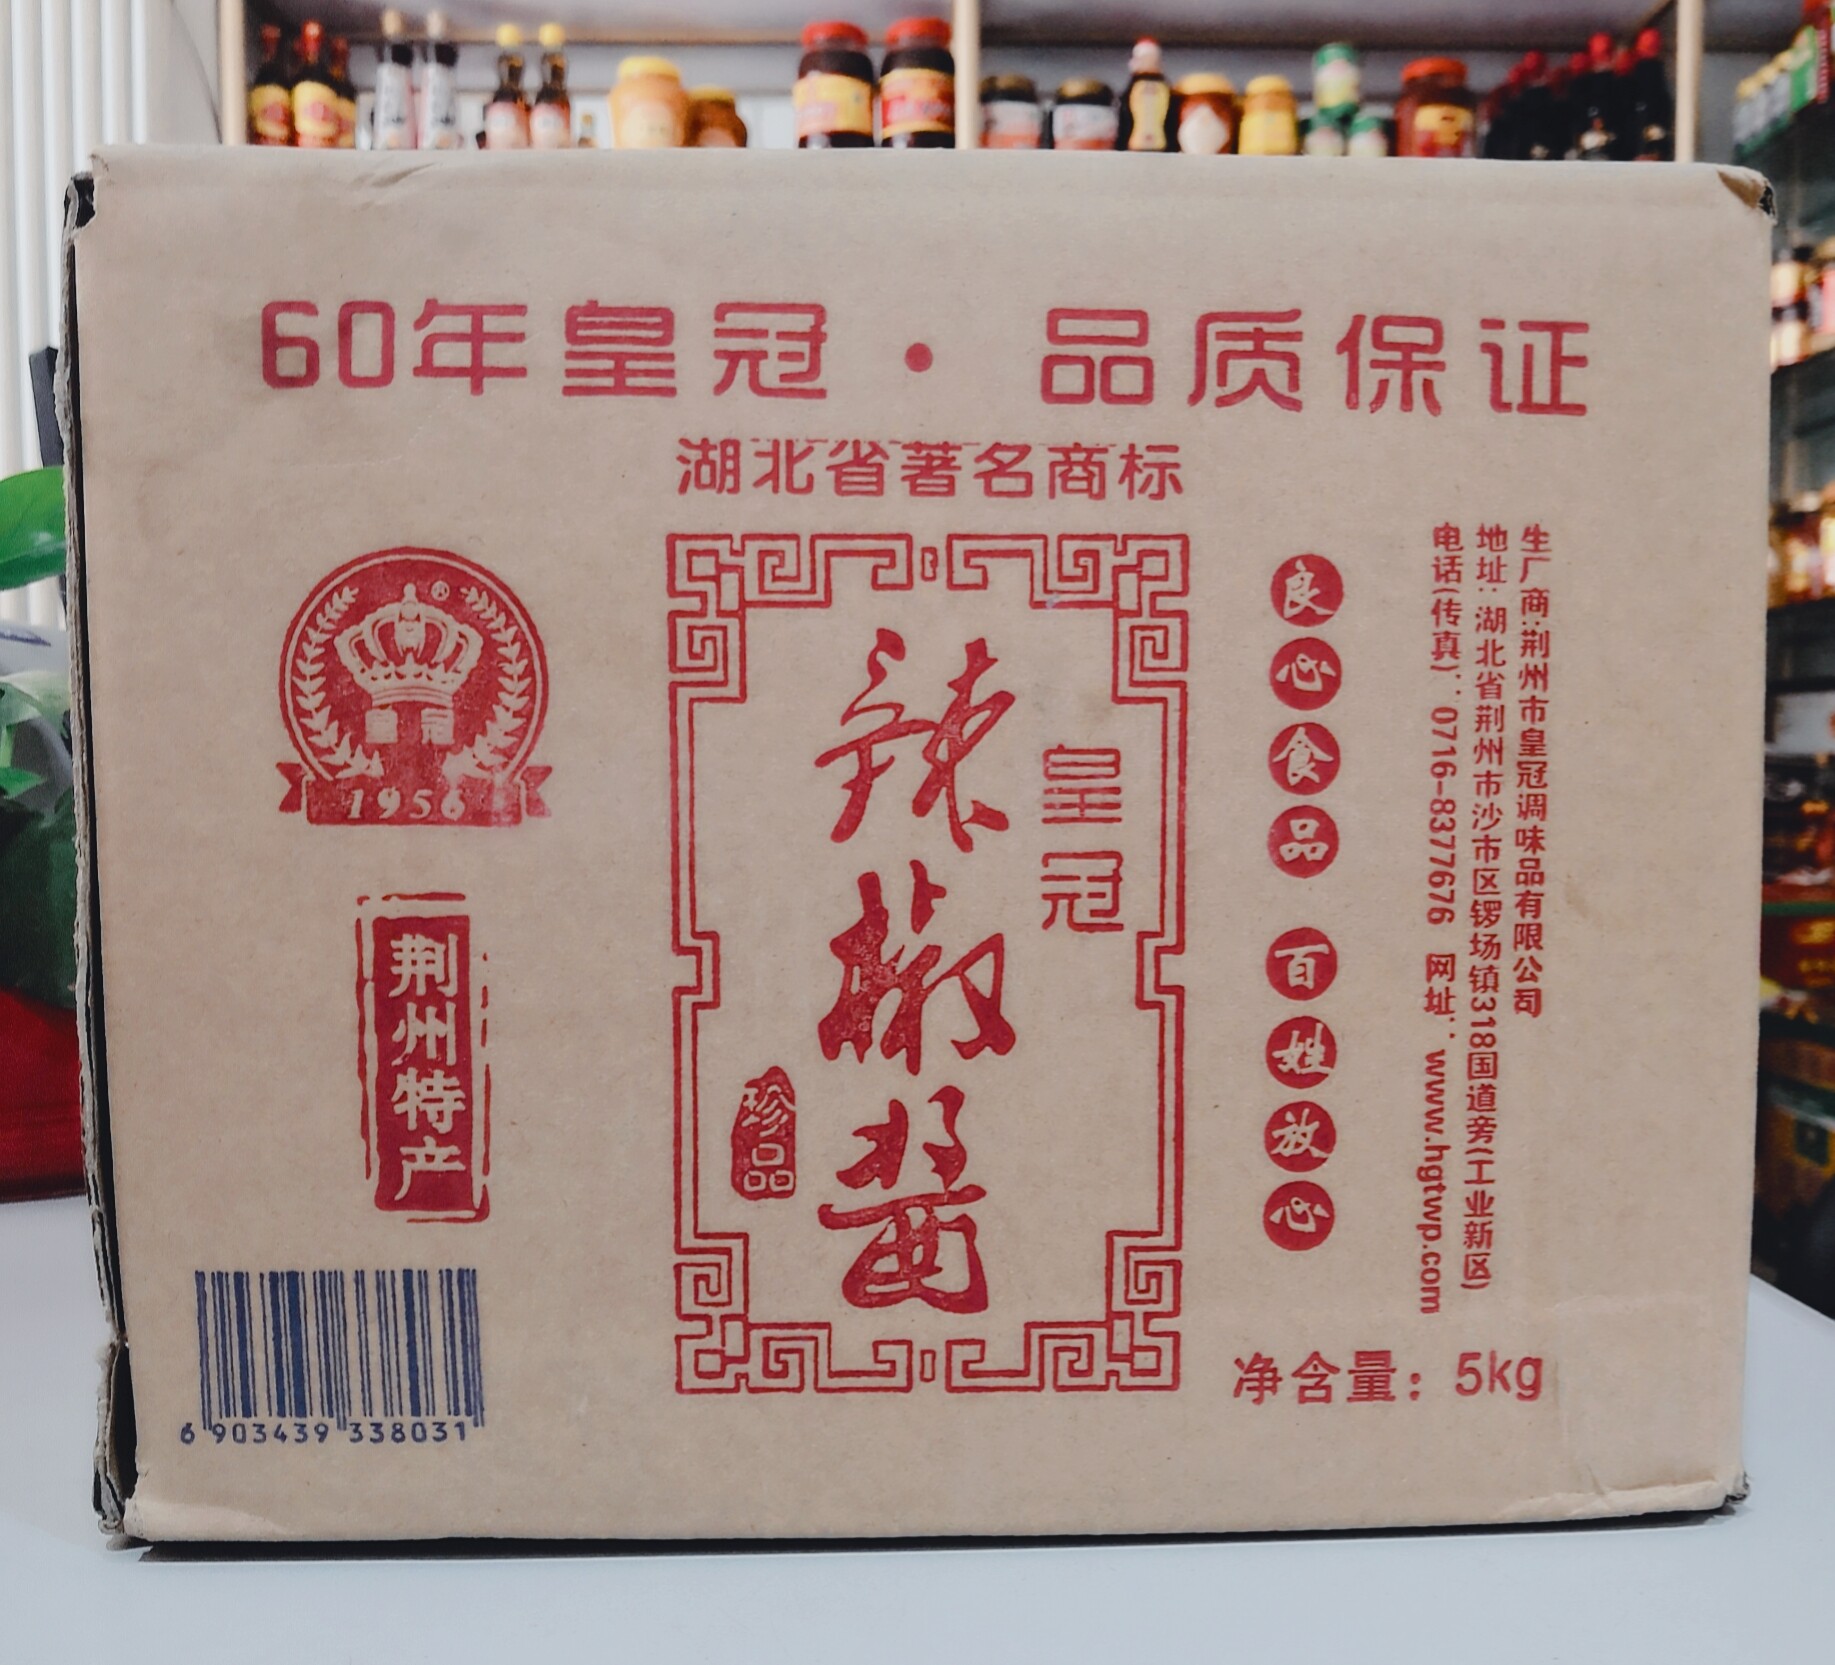 60年皇冠·品质保证
湖北省著名商标
®
皇冠
1956
荆州特产
6 903439 338031
皇冠
辣椒醬
珍品
良心食品 百姓放心
生产商:荆州市皇冠调味品有限公司
地址:湖北省荆州市沙市区锣场镇318国道旁(工业新区)
电话(传真):0716-8377676 网址:www.hgtwp.com
净含量:5kg